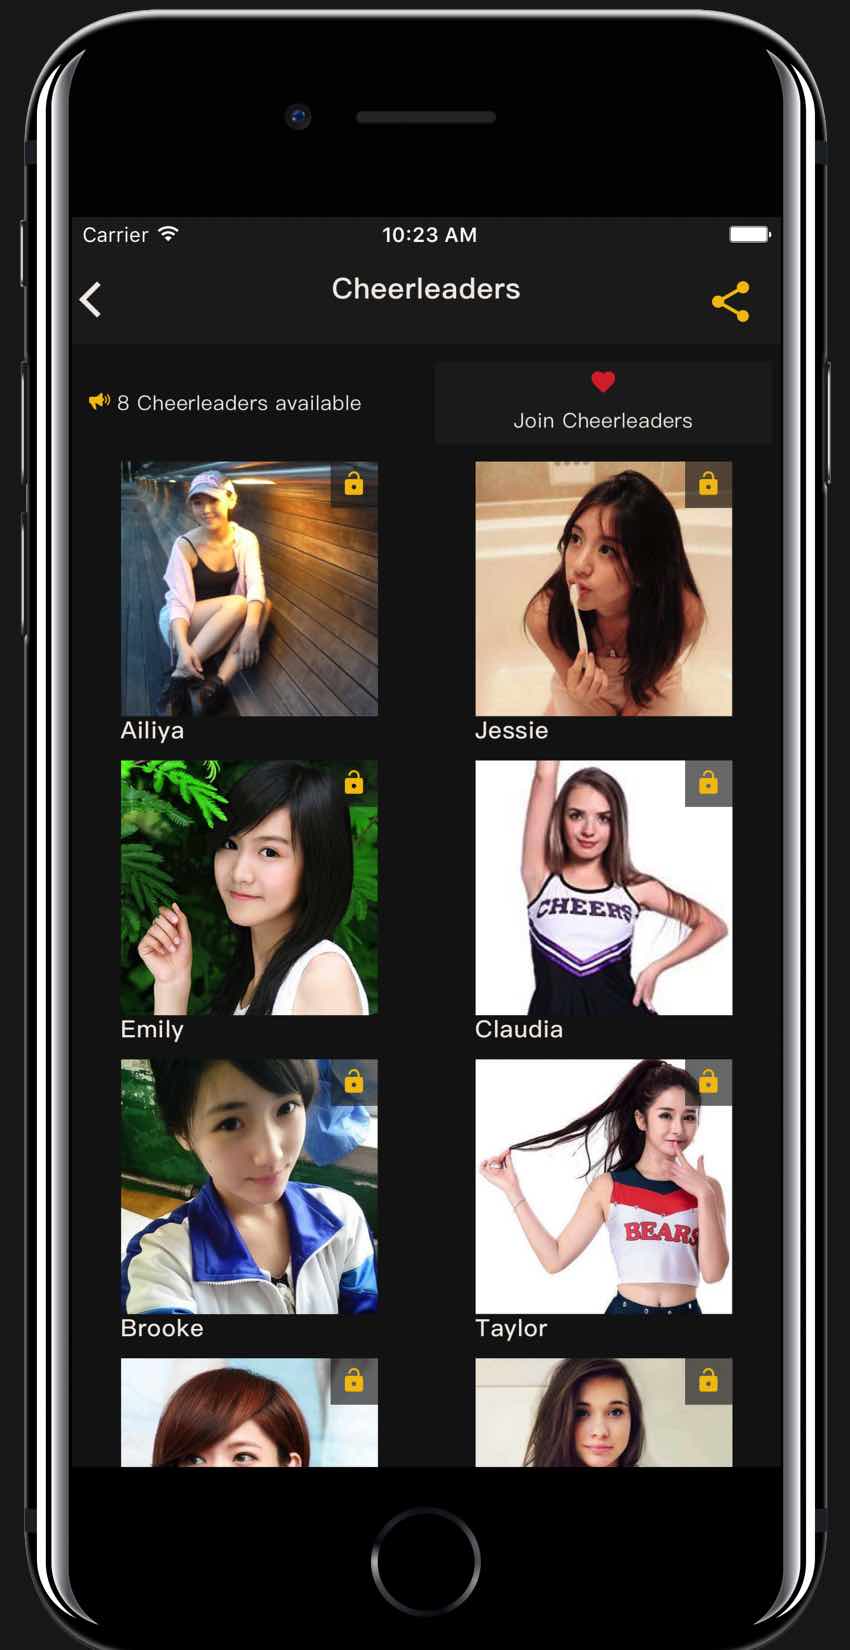 Carrier 10:23 AM
Cheerleaders
8 Cheerleaders available
Join Cheerleaders
Ailiya
Jessie
CHEERS
Emily
Claudia
BEARS
Brooke
Taylor